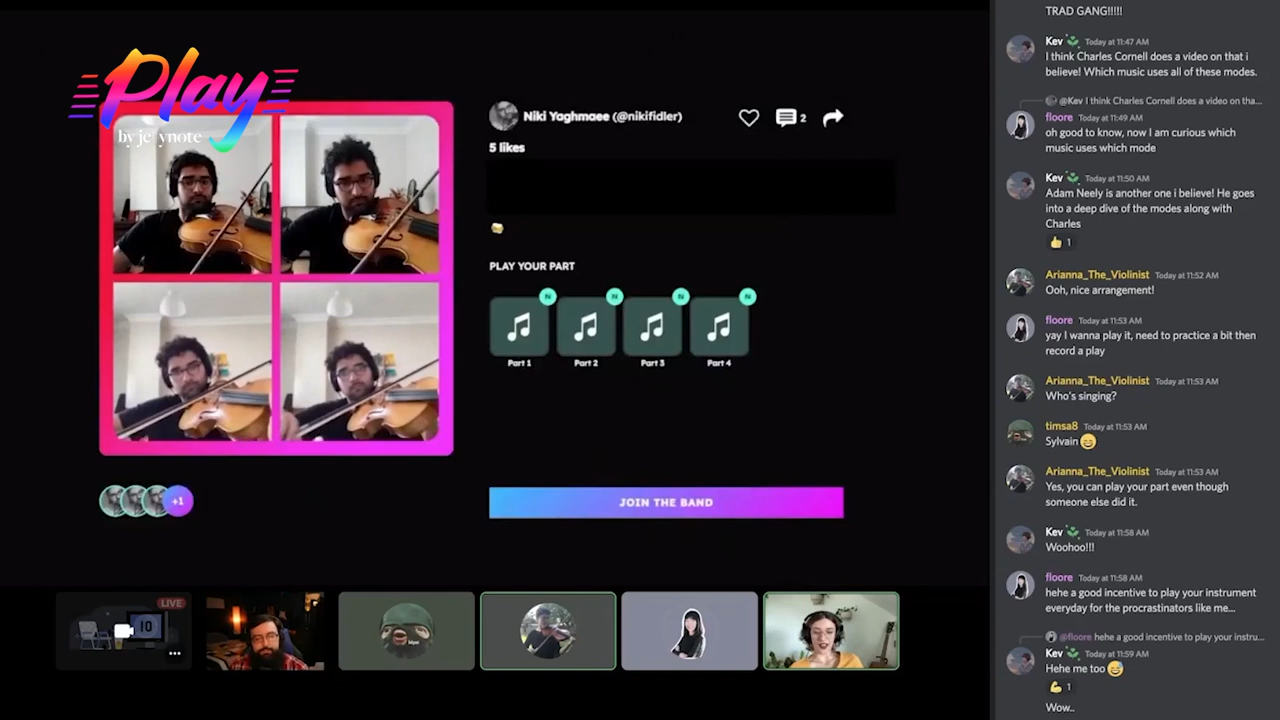 Play
by jellynote
Niki Yaghmaee (@nikifidler)
2
5 likes
PLAY YOUR PART
N
N
N
N
Part 1
Part 2
Part 3
Part 4
+1
JOIN THE BAND
LIVE
10
TRAD GANG!!!!!
Kev Today at 11:47 AM
I think Charles Cornell does a video on that i
believe! Which music uses all of these modes.
@Kev I think Charles Cornell does a video on tha...
floore Today at 11:49 AM
oh good to know, now I am curious which
music uses which mode
Kev Today at 11:50 AM
Adam Neely is another one i believe! He goes
into a deep dive of the modes along with
Charles
1
Arianna_The_Violinist Today at 11:52 AM
Ooh, nice arrangement!
floore Today at 11:53 AM
yay I wanna play it, need to practice a bit then
record a play
Arianna_The_Violinist Today at 11:53 AM
Who's singing?
timsa8 Today at 11:53 AM
Sylvain
Arianna_The_Violinist Today at 11:53 AM
Yes, you can play your part even though
someone else did it.
Kev Today at 11:58 AM
Woohoo!!!
floore Today at 11:58 AM
hehe a good incentive to play your instrument
everyday for the procrastinators like me...
@floore hehe a good incentive to play your instru...
Kev Today at 11:59 AM
Hehe me too
1
Wow..